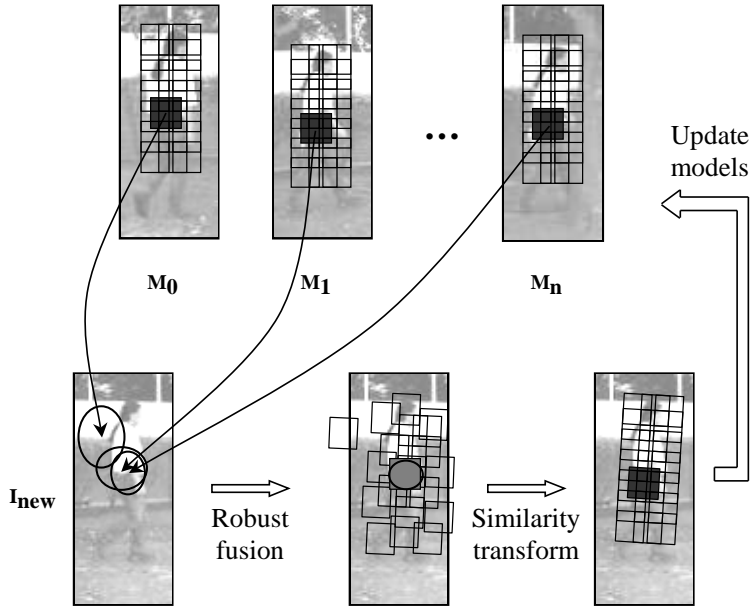 ...
Update
models
M0
M1
Mn
Inew
Robust
fusion
Similarity
transform